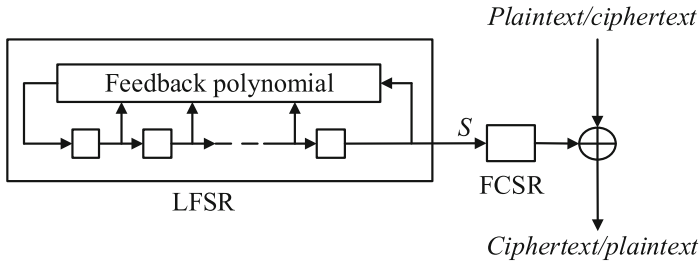 Plaintext/ciphertext
Feedback polynomial
S
LFSR
FCSR
Ciphertext/plaintext